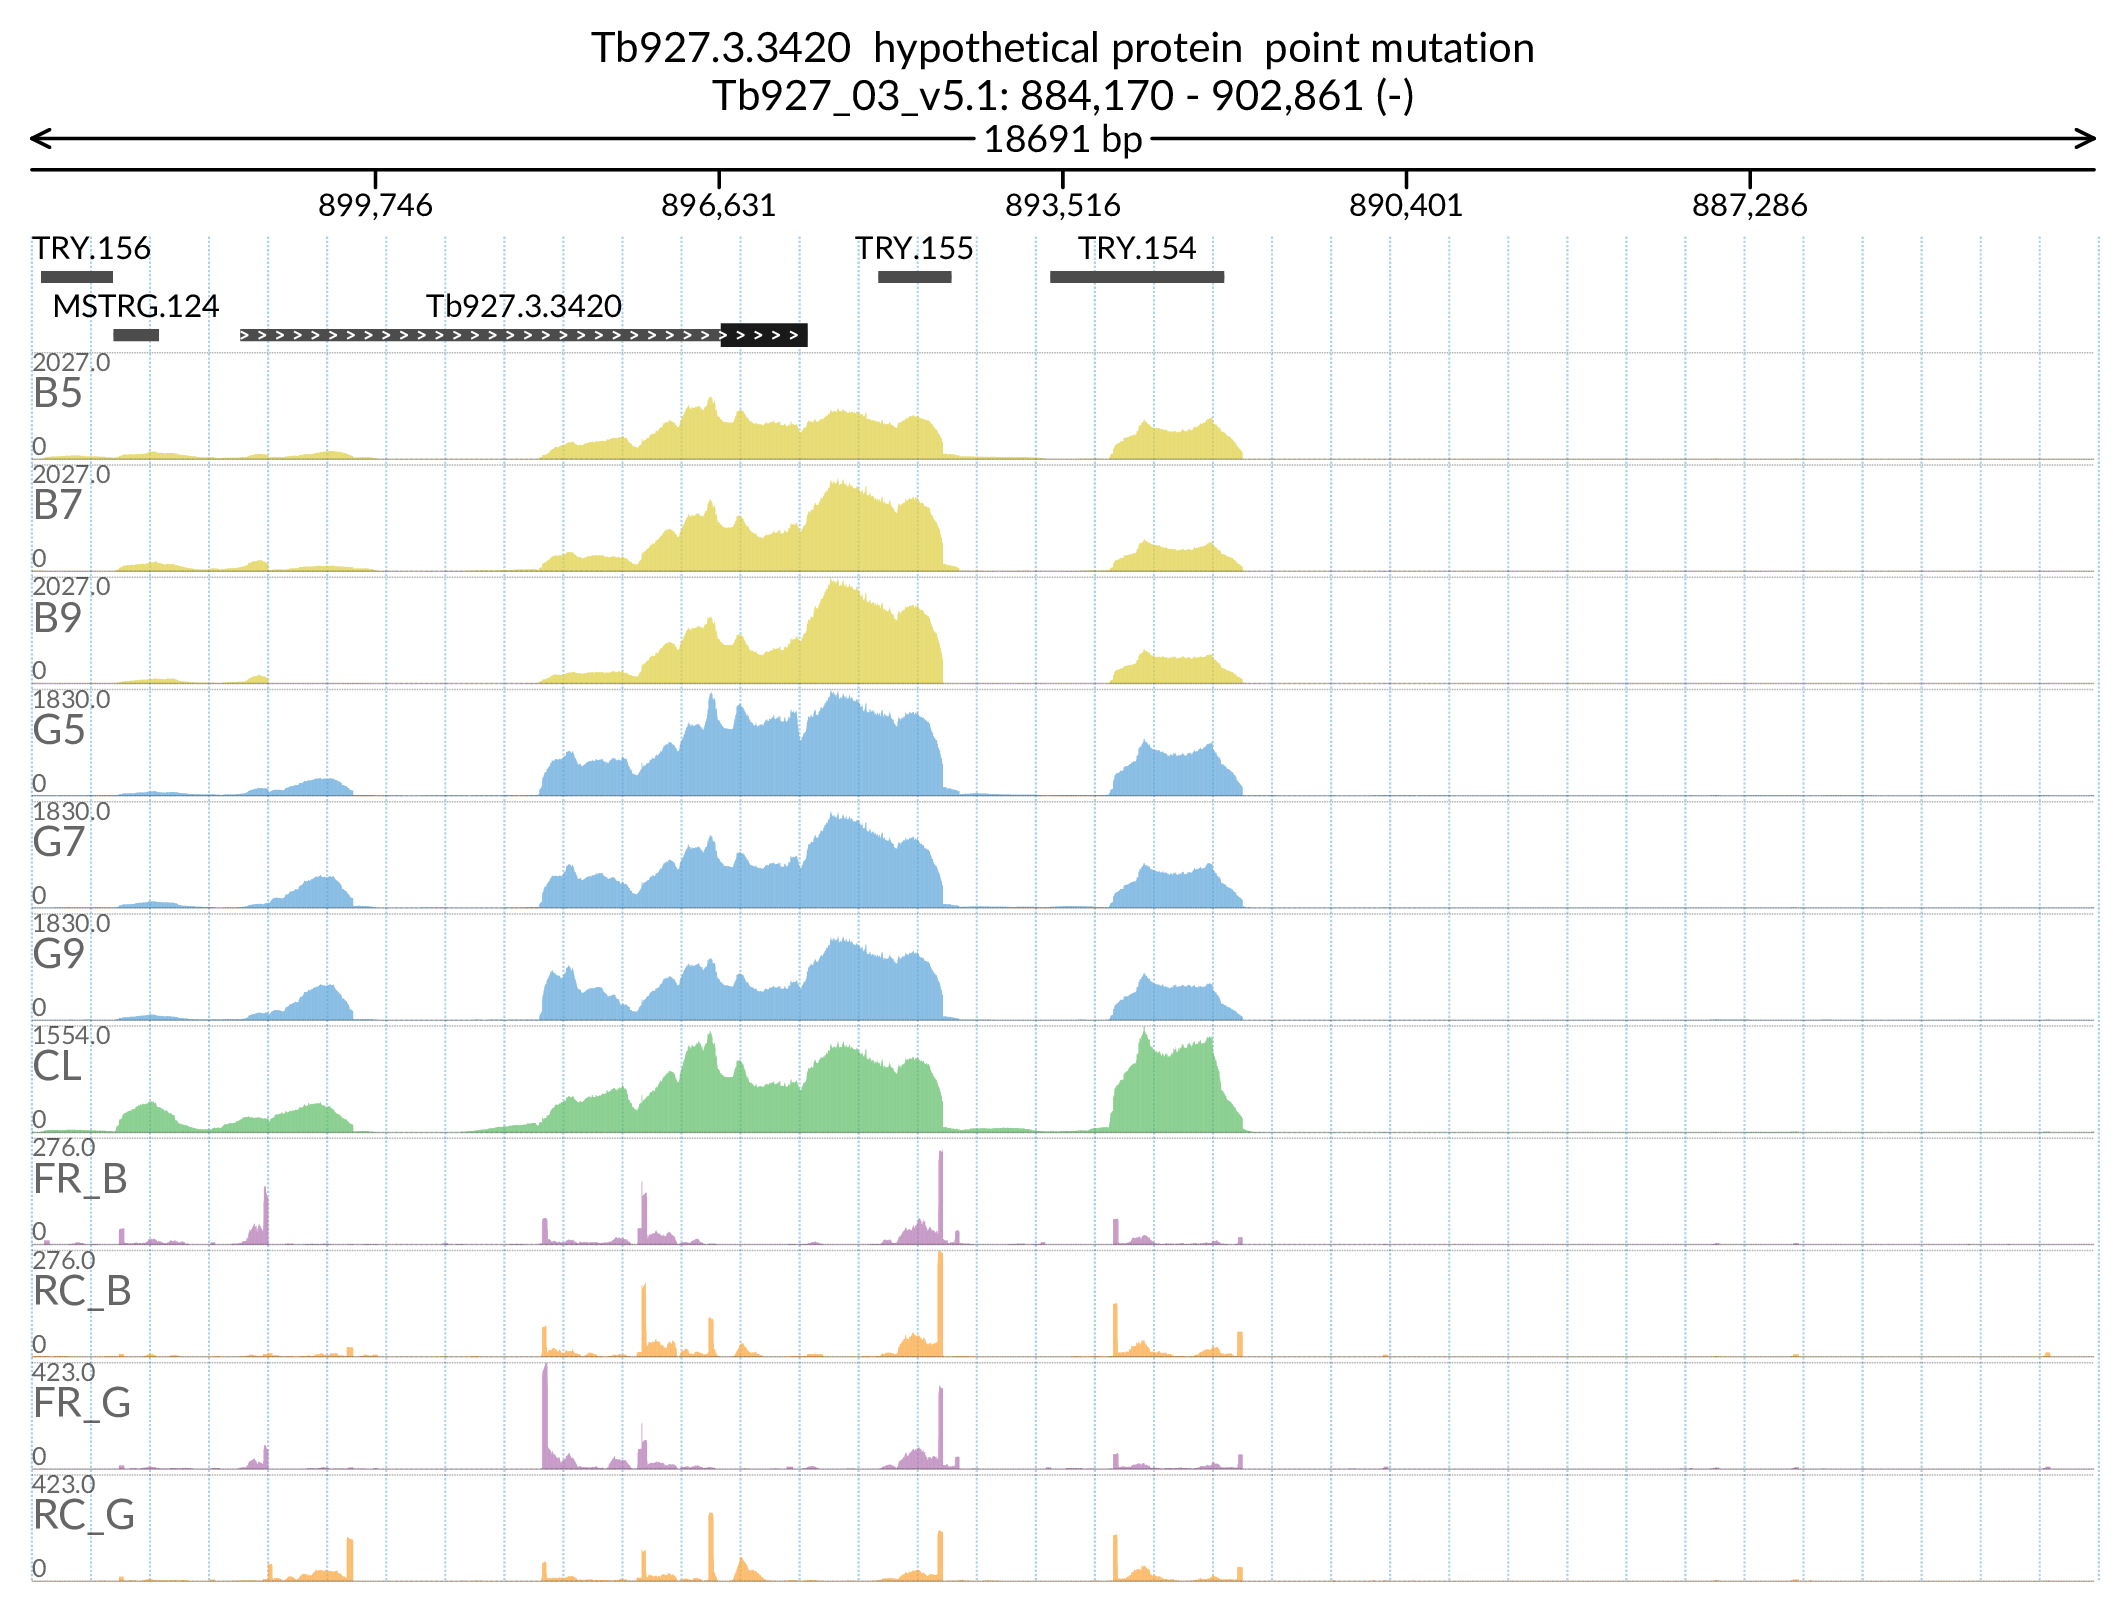 Tb927.3.3420  hypothetical protein  point mutation
Tb927_03_v5.1: 884,170 - 902,861 (-)
18691 bp
899,746 896,631 893,516 890,401 887,286
TRY.156 TRY.155 TRY.154
MSTRG.124 Tb927.3.3420
2027.0
B5
0
2027.0
B7
0
2027.0
B9
0
1830.0
G5
0
1830.0
G7
0
1830.0
G9
0
1554.0
CL
0
276.0
FR_B
0
276.0
RC_B
0
423.0
FR_G
0
423.0
RC_G
0